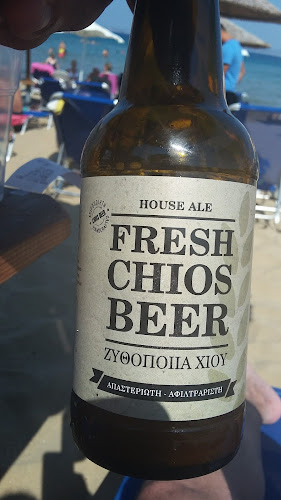 HOUSE ALE
FRESH
CHIOS
BEER
ΖΥΘΟΠΟΙΙΑ ΧΙΟΥ
ΑΠΑΣΤΕΡΙΩΤΗ - ΑΦΙΛΤΡΑΡΙΣΤΗ